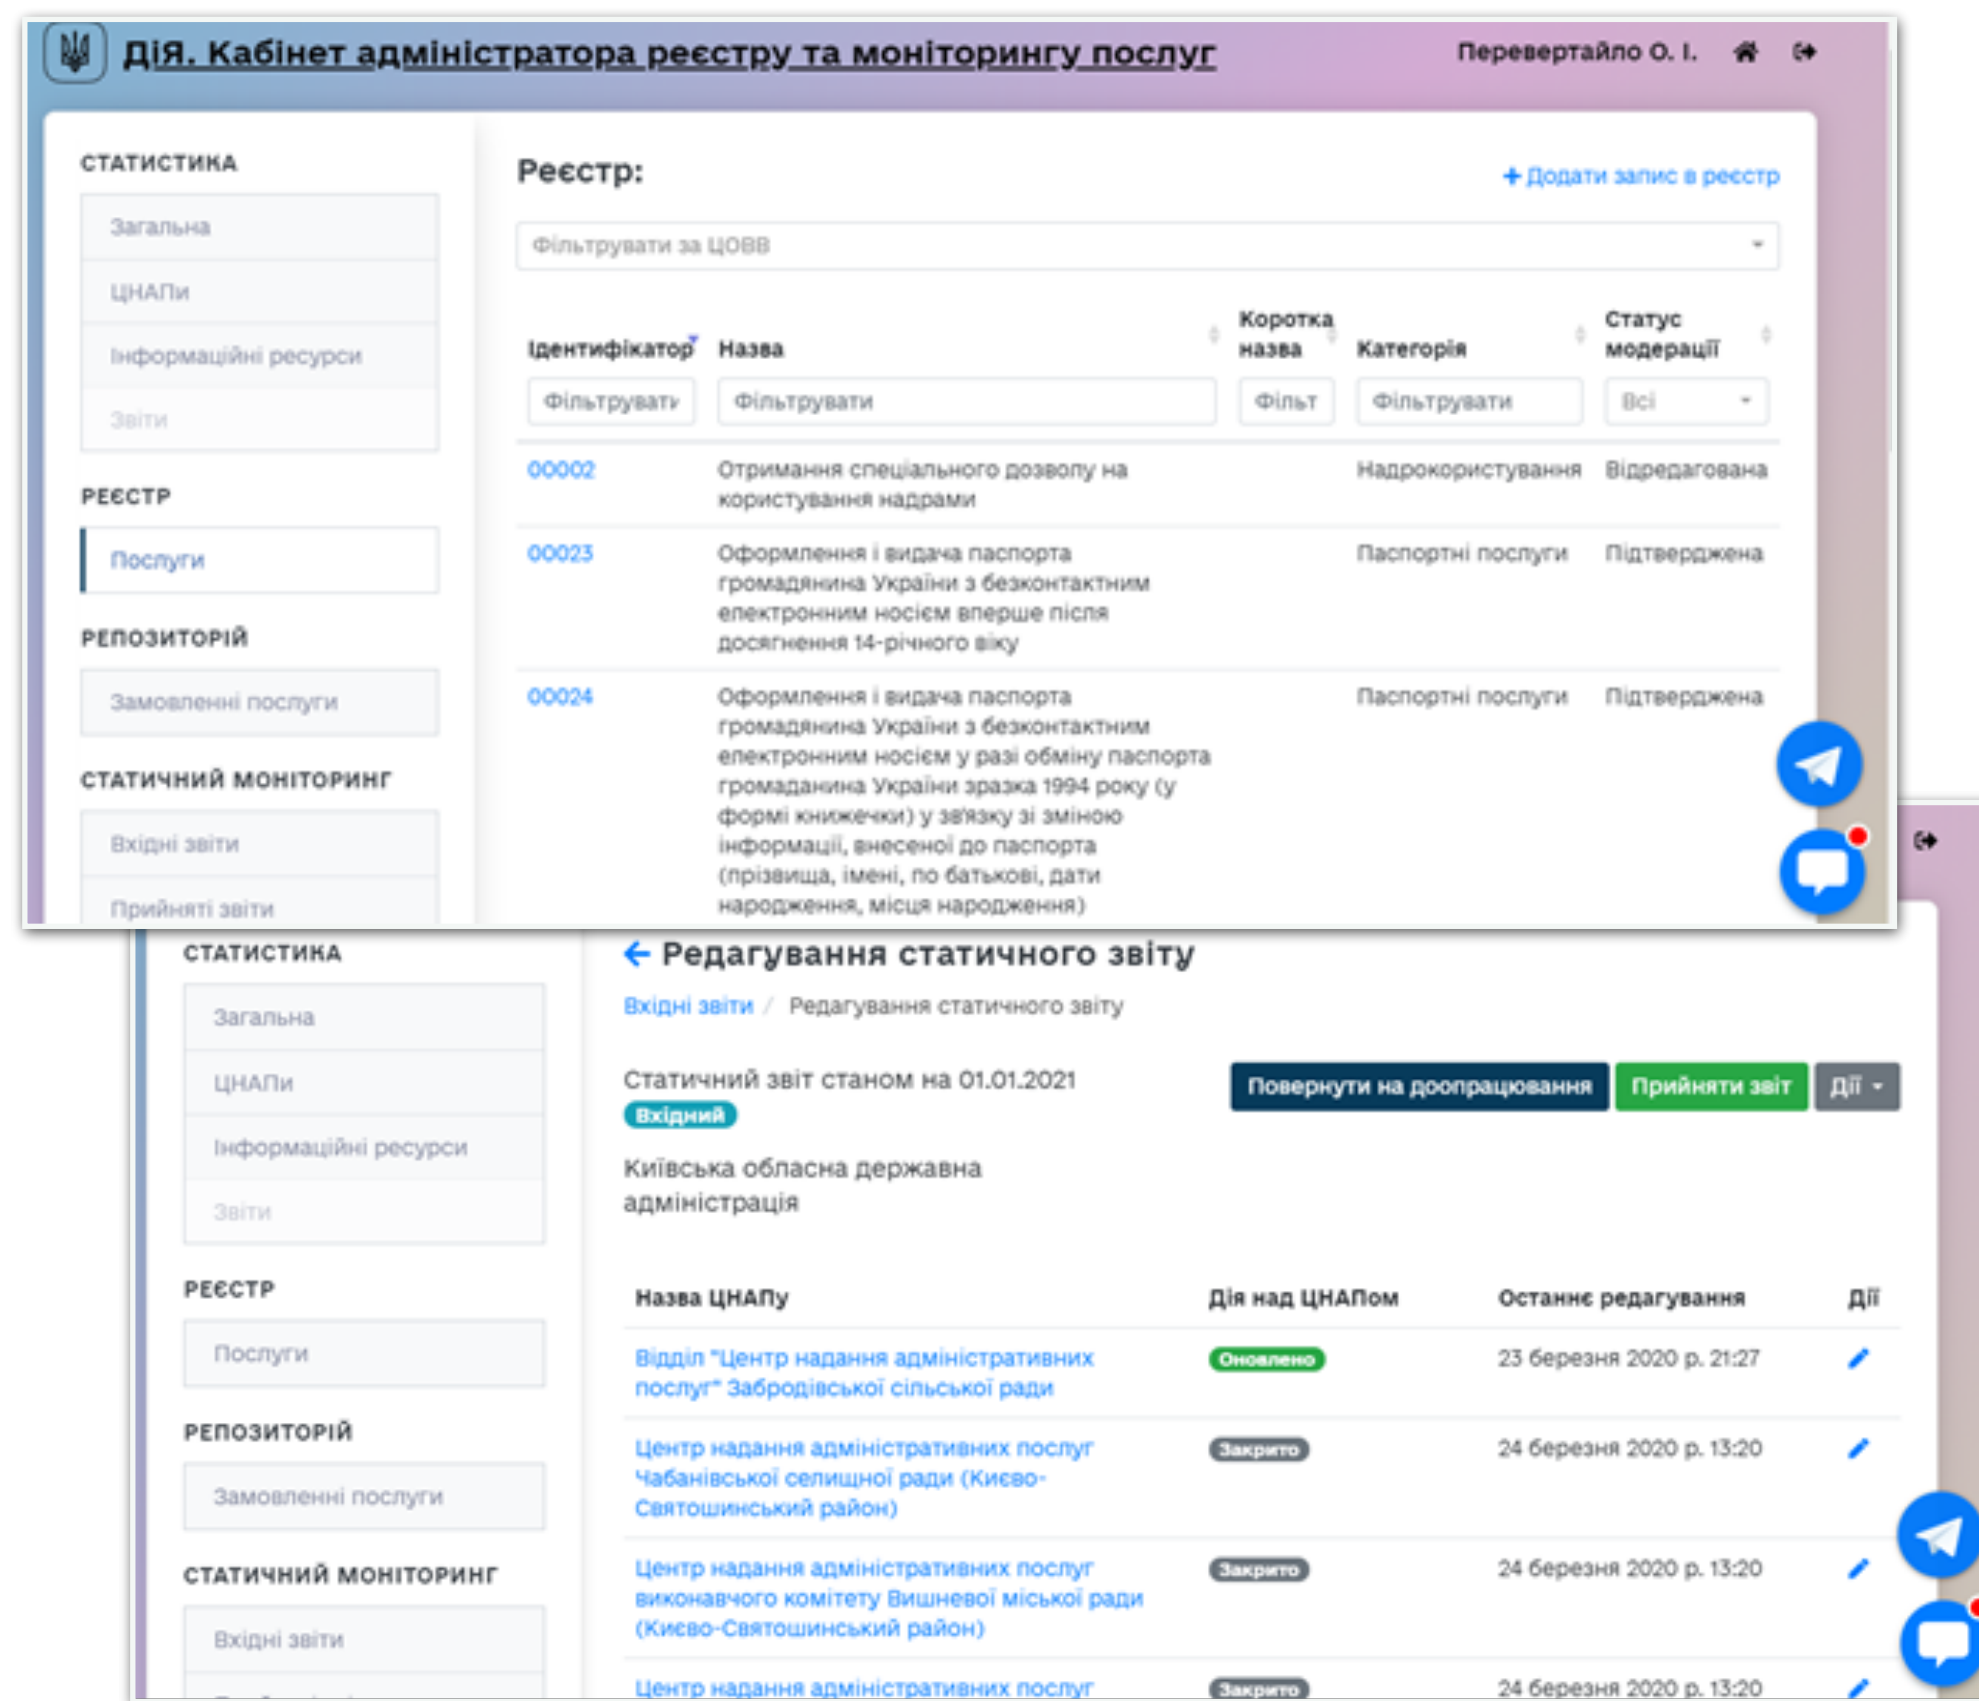 ДіЯ. Кабінет адміністратора реєстру та моніторингу послуг
Перевертайло О. І.
СТАТИСТИКА
Загальна
ЦНАПи
Інформаційні ресурси
Звіти
РЕЄСТР
Послуги
РЕПОЗИТОРІЙ
Замовленні послуги
СТАТИЧНИЙ МОНІТОРИНГ
Вхідні звіти
Прийняті звіти
Реєстр:
+ Додати запис в реєстр
Фільтрувати за ЦОВВ
Ідентифікатор
Назва
Коротка
назва
Категорія
Статус
модерації
Фільтрувати
Фільтрувати
Фільт
Фільтрувати
Всі
00002
Отримання спеціального дозволу на
користування надрами
Надрокористування
Відредагована
00023
Оформлення і видача паспорта
громадянина України з безконтактним
електронним носієм вперше після
досягнення 14-річного віку
Паспортні послуги
Підтверджена
00024
Оформлення і видача паспорта
громадянина України з безконтактним
електронним носієм у разі обміну паспорта
громаданина України зразка 1994 року (у
формі книжечки) у зв'язку зі зміною
інформації, внесеної до паспорта
(прізвища, імені, по батькові, дати
народження, місця народження)
Паспортні послуги
Підтверджена
СТАТИСТИКА
Загальна
ЦНАПи
Інформаційні ресурси
Звіти
РЕЄСТР
Послуги
РЕПОЗИТОРІЙ
Замовленні послуги
СТАТИЧНИЙ МОНІТОРИНГ
Вхідні звіти
Редагування статичного звіту
Вхідні звіти / Редагування статичного звіту
Статичний звіт станом на 01.01.2021
Вхідний
Повернути на доопрацювання
Прийняти звіт
Дії
Київська обласна державна
адміністрація
Назва ЦНАПу
Дія над ЦНАПом
Останнє редагування
Дії
Відділ "Центр надання адміністративних
послуг" Забродівської сільської ради
Оновлено
23 березня 2020 р. 21:27
Центр надання адміністративних послуг
Чабанівської селищної ради (Києво-
Святошинський район)
Закрито
24 березня 2020 р. 13:20
Центр надання адміністративних послуг
виконавчого комітету Вишневої міської ради
(Києво-Святошинський район)
Закрито
24 березня 2020 р. 13:20
Центр надання адміністративних послуг
Закрито
24 березня 2020 р. 13:20